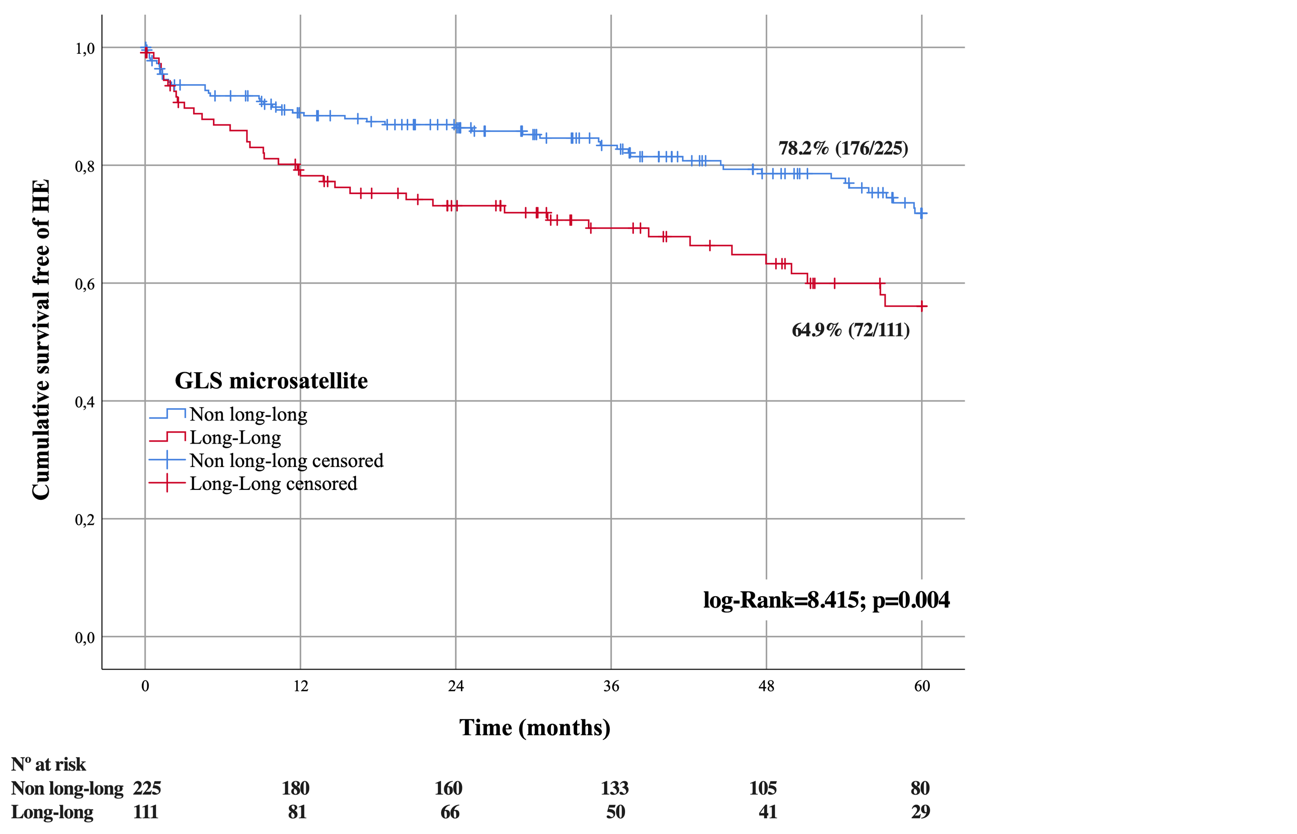 Cumulative survival free of HE
1,0
0,8
0,6
0,4
0,2
0,0
78.2% (176/225)
64.9% (72/111)
GLS microsatellite
Non long-long
Long-Long
Non long-long censored
Long-Long censored
log-Rank=8.415; p=0.004
0 12 24 36 48 60
Time (months)
Nº at risk
Non long-long 225 180 160 133 105 80
Long-long 111 81 66 50 41 29